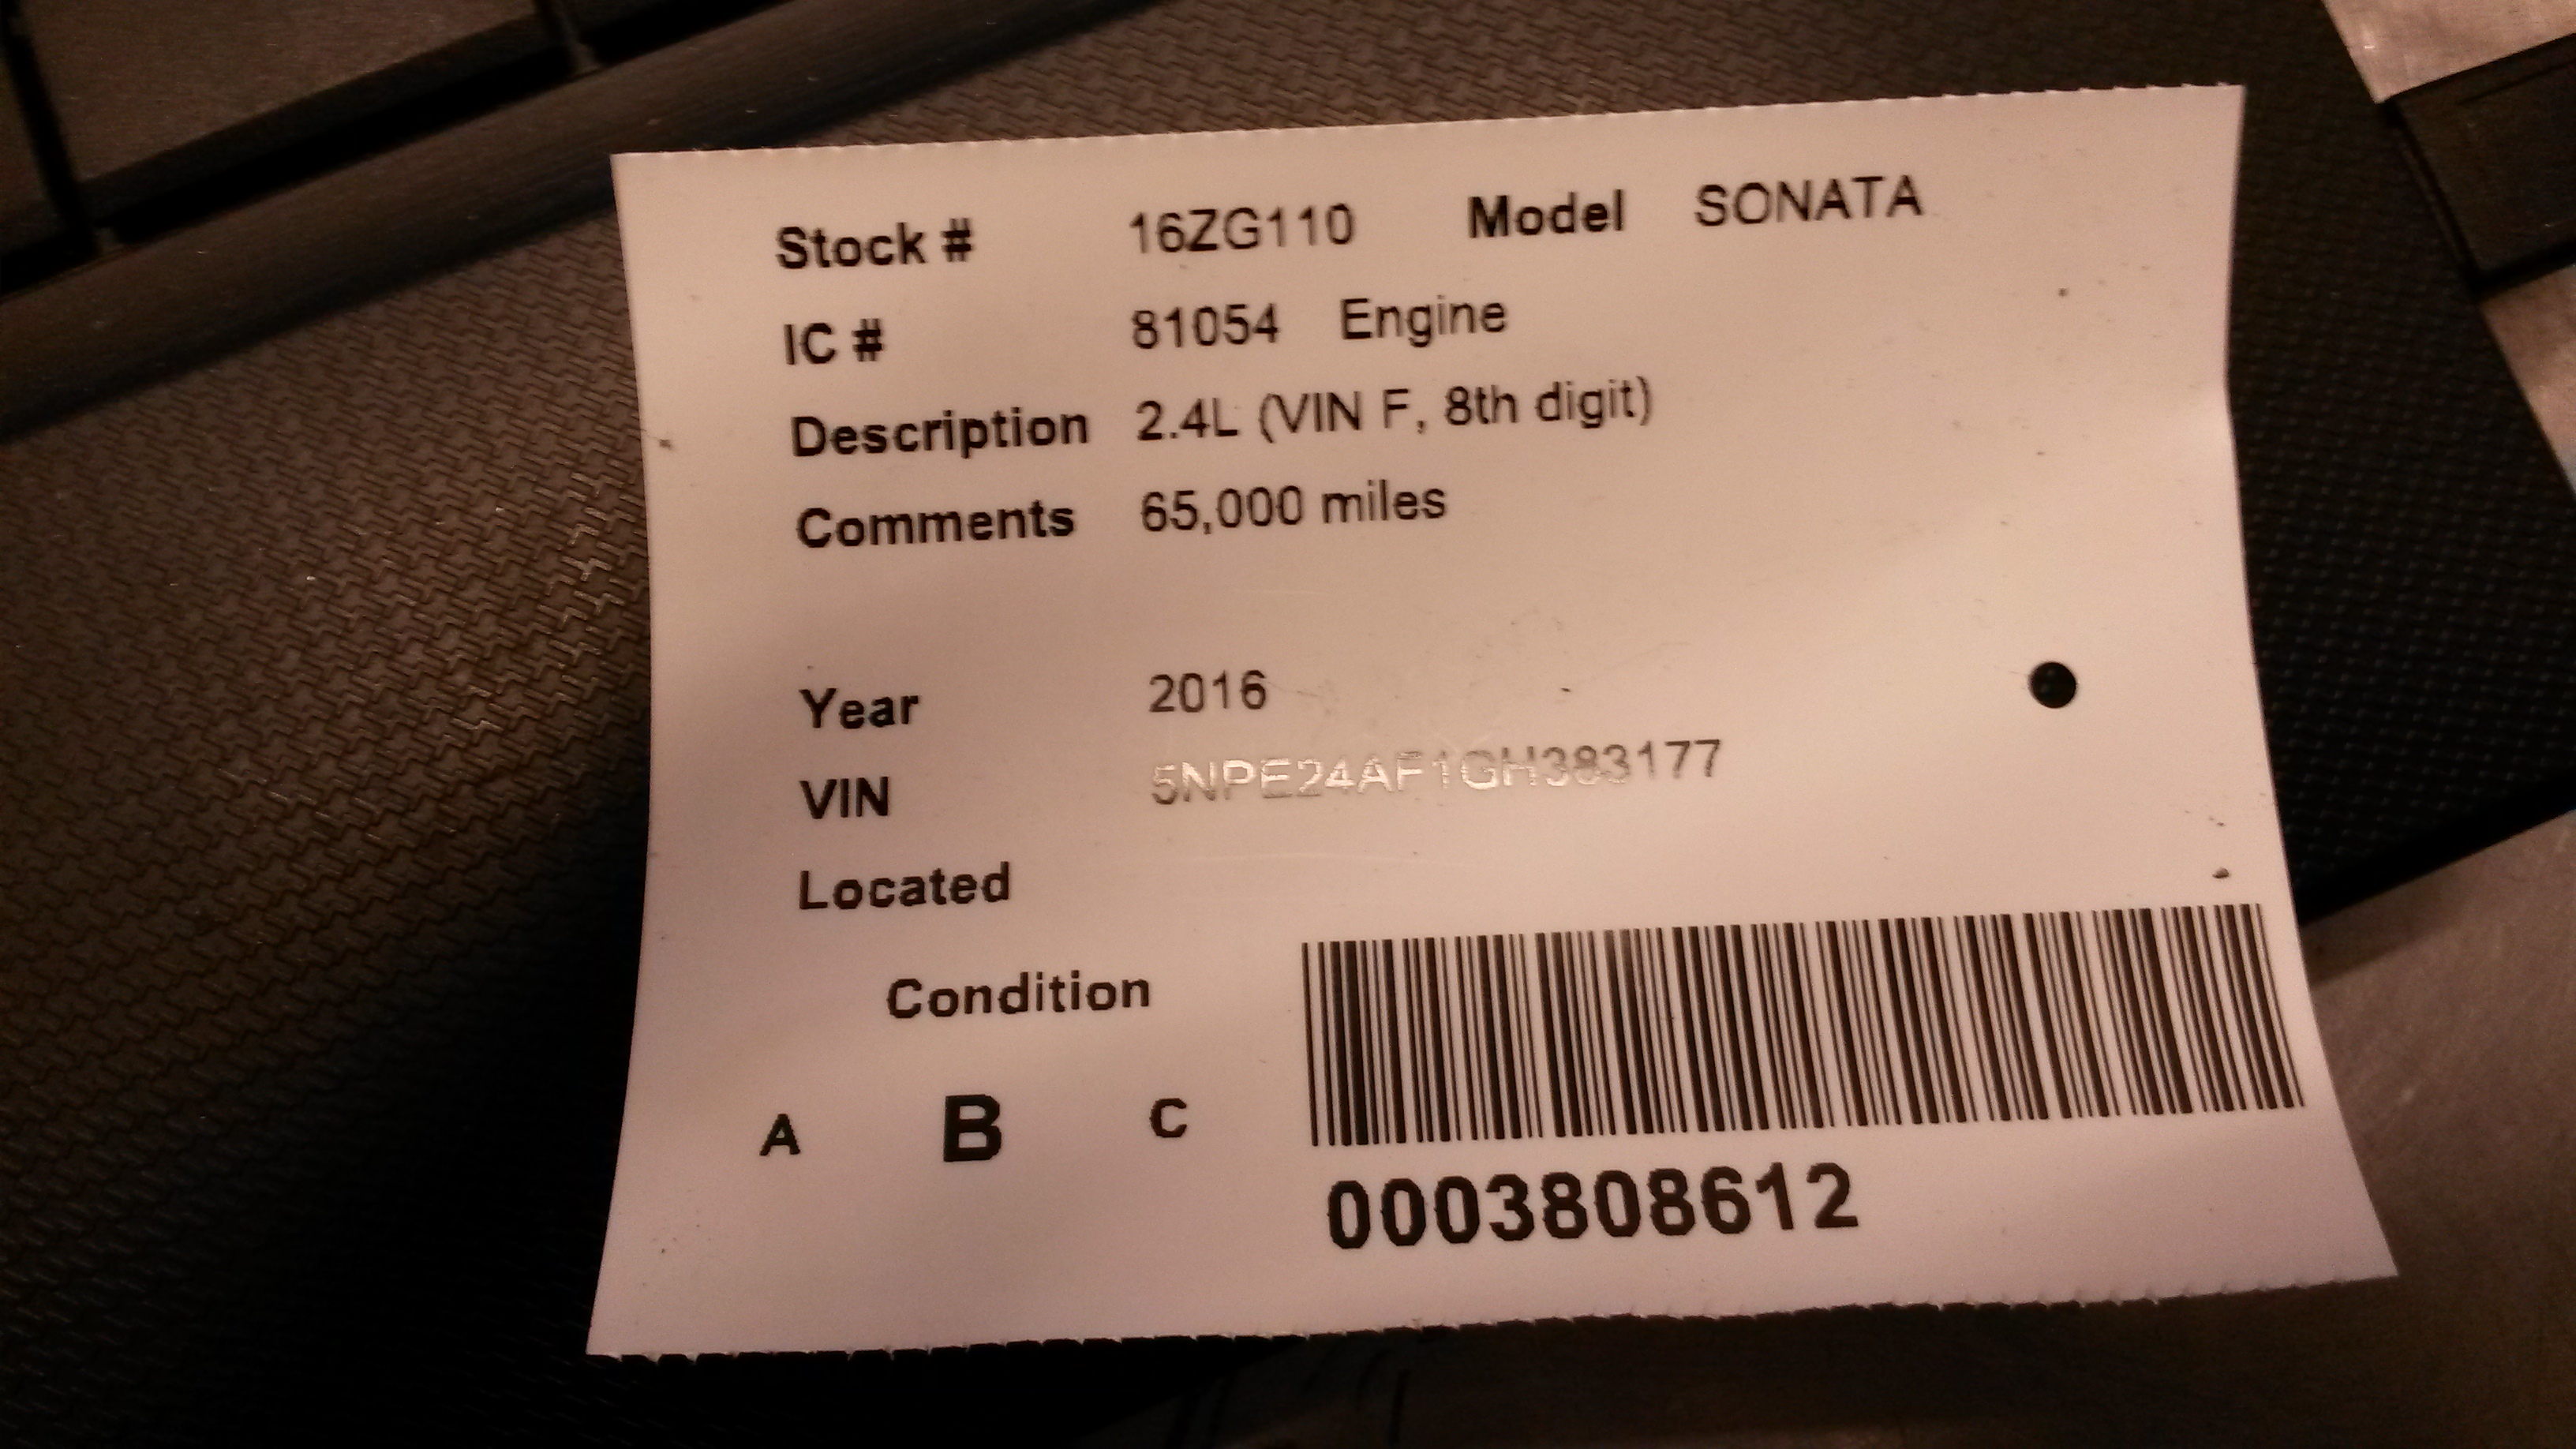 Stock # 16ZG110 Model SONATA
IC # 81054 Engine
Description 2.4L (VIN F, 8th digit)
Comments 65,000 miles
Year 2016
VIN 5NPE24AF1GH383177
Located
Condition
A B C
0003808612